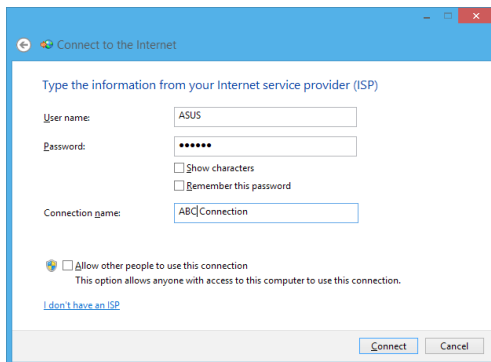 Connect to the Internet
Type the information from your Internet service provider (ISP)
User name: ASUS
Password: ••••••
Show characters
Remember this password
Connection name: ABC Connection
Allow other people to use this connection
This option allows anyone with access to this computer to use this connection.
I don't have an ISP
Connect Cancel